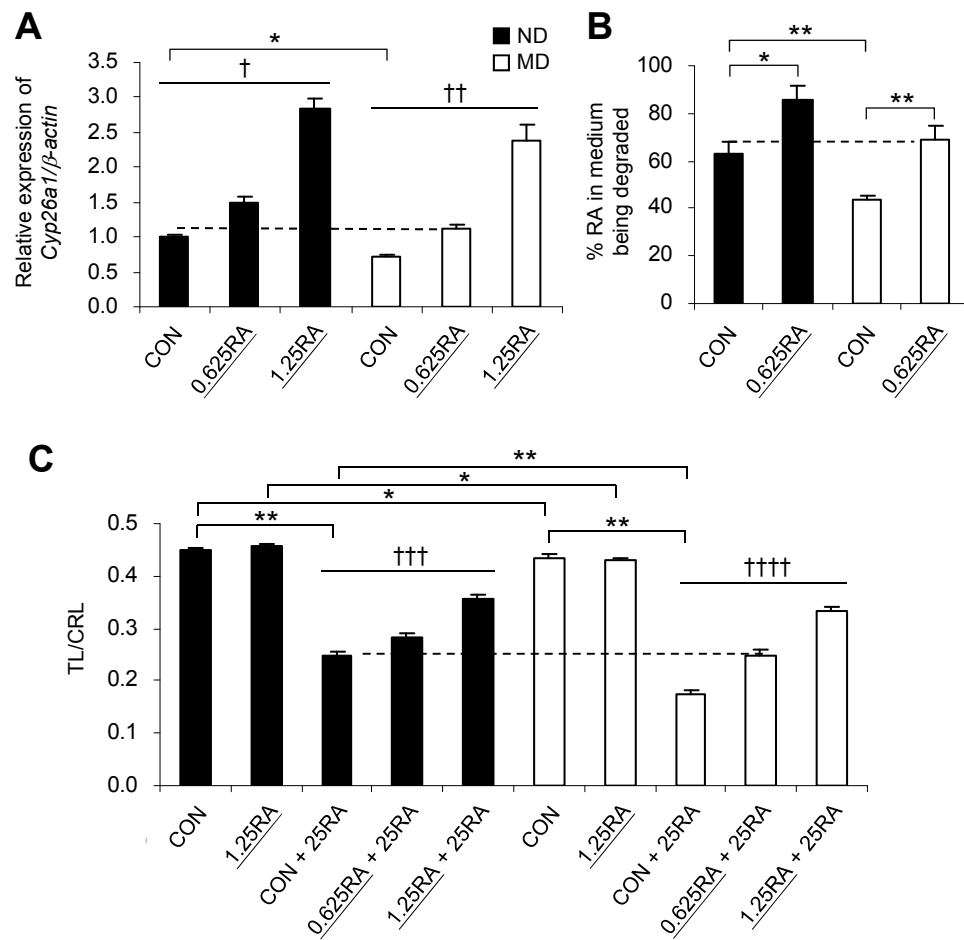 A
B
ND
MD
*
†
††
3.5
3.0
2.5
2.0
1.5
1.0
0.5
0.0
Relative expression of
Cyp26a1/β-actin
CON
0.625RA
1.25RA
CON
0.625RA
1.25RA
**
*
**
100
80
60
40
20
0
% RA in medium
being degraded
CON
0.625RA
CON
0.625RA
C
**
*
*
**
**
†††
††††
0.5
0.4
0.3
0.2
0.1
0.0
TL/CRL
CON
1.25RA
CON + 25RA
0.625RA + 25RA
1.25RA + 25RA
CON
1.25RA
CON + 25RA
0.625RA + 25RA
1.25RA + 25RA